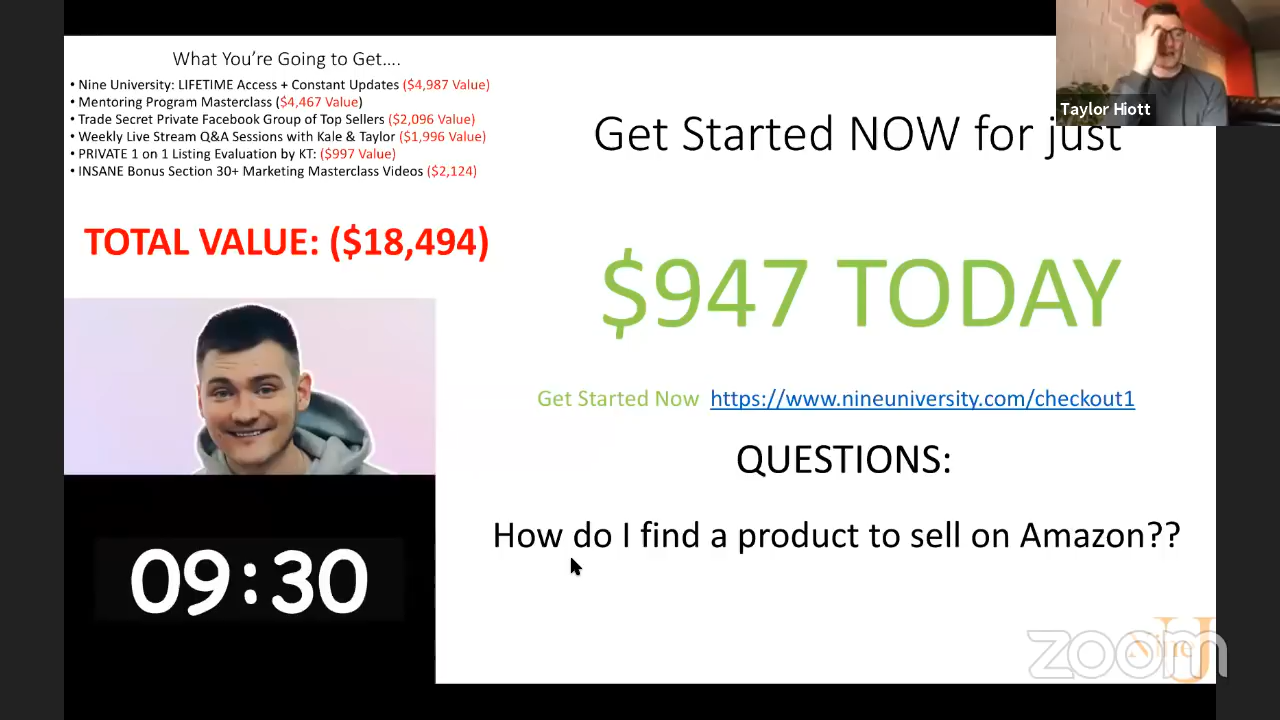 What You're Going to Get....
• Nine University: LIFETIME Access + Constant Updates ($4,987 Value)
• Mentoring Program Masterclass ($4,467 Value)
• Trade Secret Private Facebook Group of Top Sellers ($2,096 Value)
• Weekly Live Stream Q&A Sessions with Kale & Taylor ($1,996 Value)
• PRIVATE 1 on 1 Listing Evaluation by KT: ($997 Value)
• INSANE Bonus Section 30+ Marketing Masterclass Videos ($2,124)
TOTAL VALUE: ($18,494)
09:30
Taylor Hiott
Get Started NOW for just
$947 TODAY
Get Started Now https://www.nineuniversity.com/checkout1
QUESTIONS:
How do I find a product to sell on Amazon??
Nine U
zoom